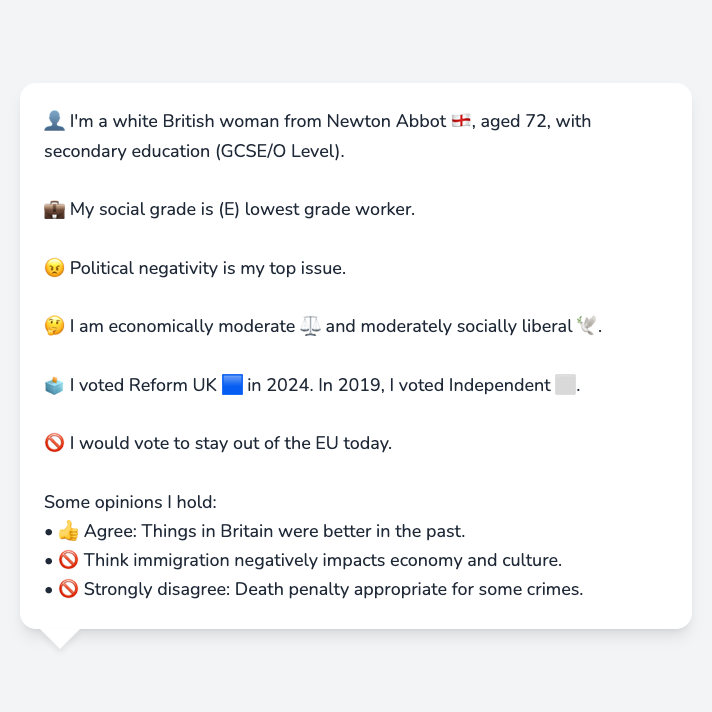 👤 I'm a white British woman from Newton Abbot 🏴󠁧󠁢󠁥󠁮󠁧󠁿, aged 72, with
secondary education (GCSE/O Level).
💼 My social grade is (E) lowest grade worker.
😠 Political negativity is my top issue.
🤔 I am economically moderate ⚖️ and moderately socially liberal 🕊️.
🗳️ I voted Reform UK 🟦 in 2024. In 2019, I voted Independent ⬜.
🚫 I would vote to stay out of the EU today.
Some opinions I hold:
• 👍 Agree: Things in Britain were better in the past.
• 🚫 Think immigration negatively impacts economy and culture.
• 🚫 Strongly disagree: Death penalty appropriate for some crimes.